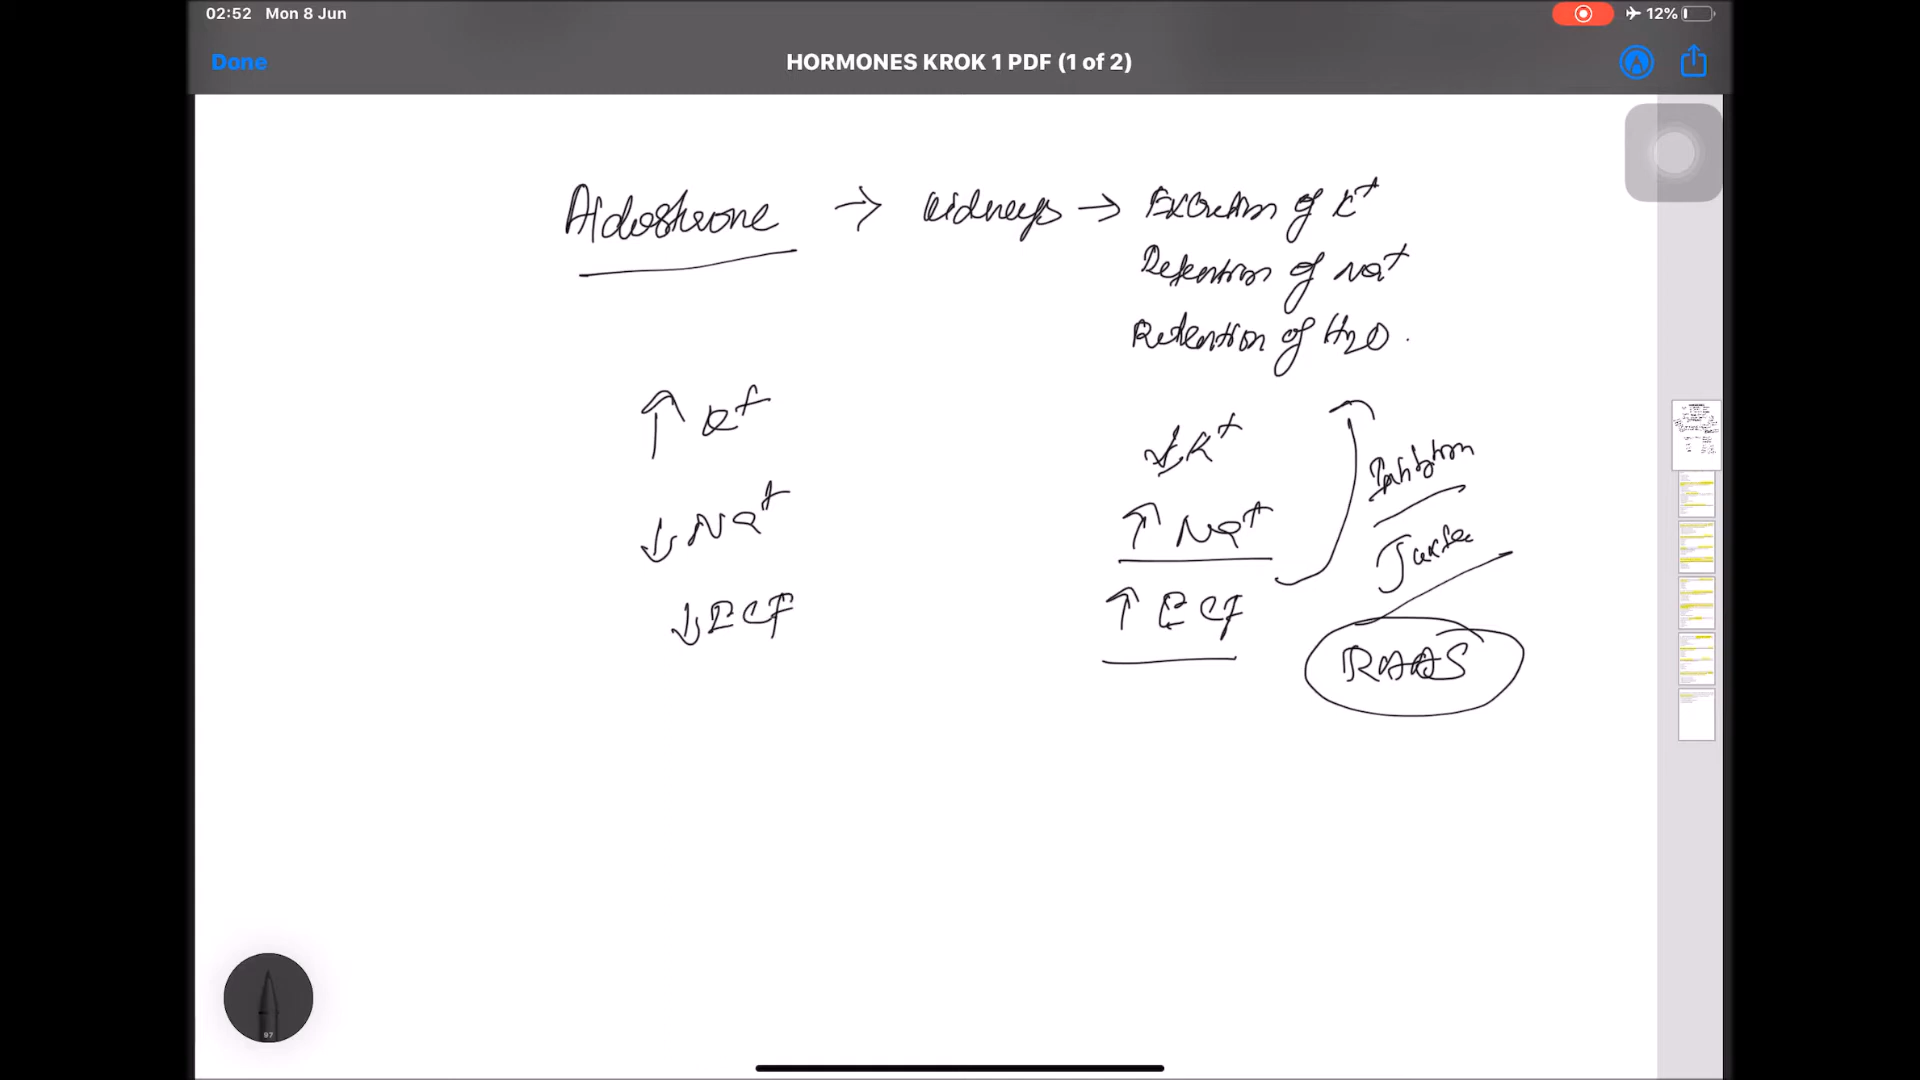 02:52 Mon 8 Jun
12%
Done
HORMONES KROK 1 PDF (1 of 2)
Aldosterone → kidneys → Excretion of K+
Retention of Na+
Retention of H2O.
↑ K+
↓ K+
Inhibition
↓ Na+
↑ Na+
↓ ECF
↑ ECF
RAAS
97